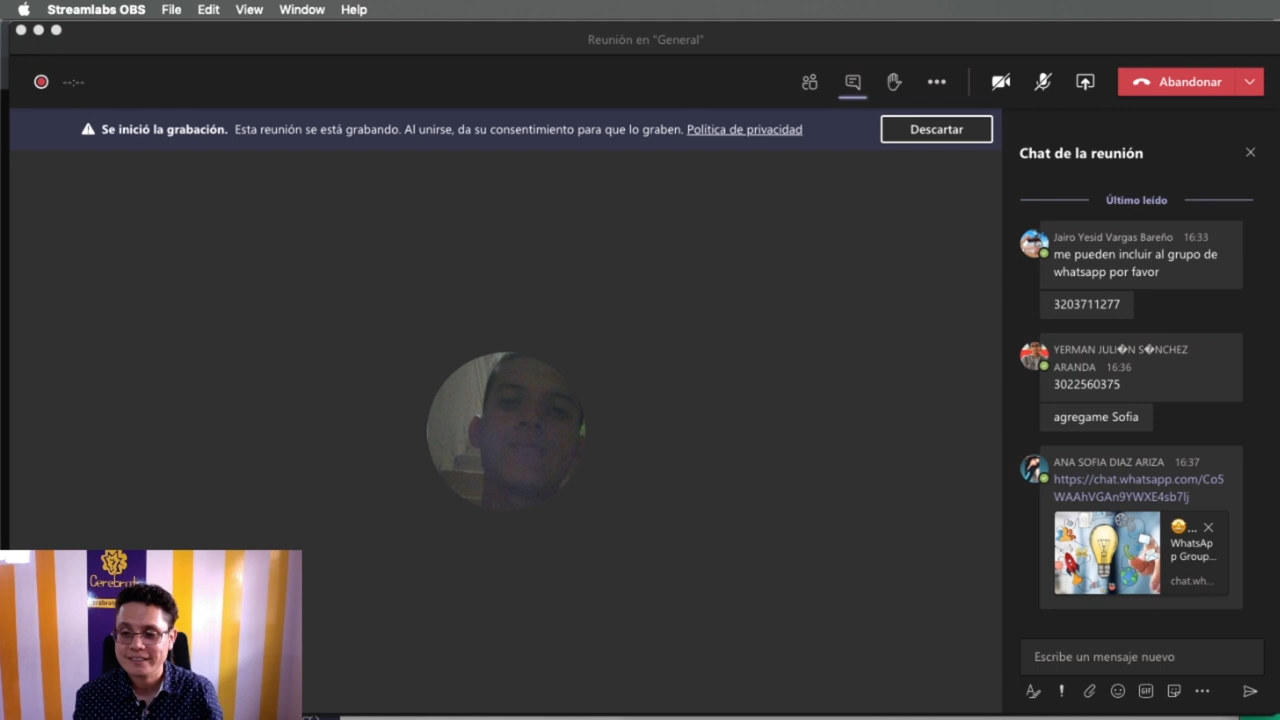 Streamlabs OBS File Edit View Window Help
Reunión en "General"
--:--
Abandonar
Se inició la grabación. Esta reunión se está grabando. Al unirse, da su consentimiento para que lo graben. Política de privacidad
Descartar
Chat de la reunión
Último leído
Jairo Yesid Vargas Bareño 16:33
me pueden incluir al grupo de
whatsapp por favor
3203711277
YERMAN JULI�N S�NCHEZ
ARANDA 16:36
3022560375
agregame Sofia
ANA SOFIA DIAZ ARIZA 16:37
https://chat.whatsapp.com/Co5
WAAhVGAn9YWXE4sb7Ij
...
WhatsAp
p Group...
chat.wh...
Escribe un mensaje nuevo
GIF